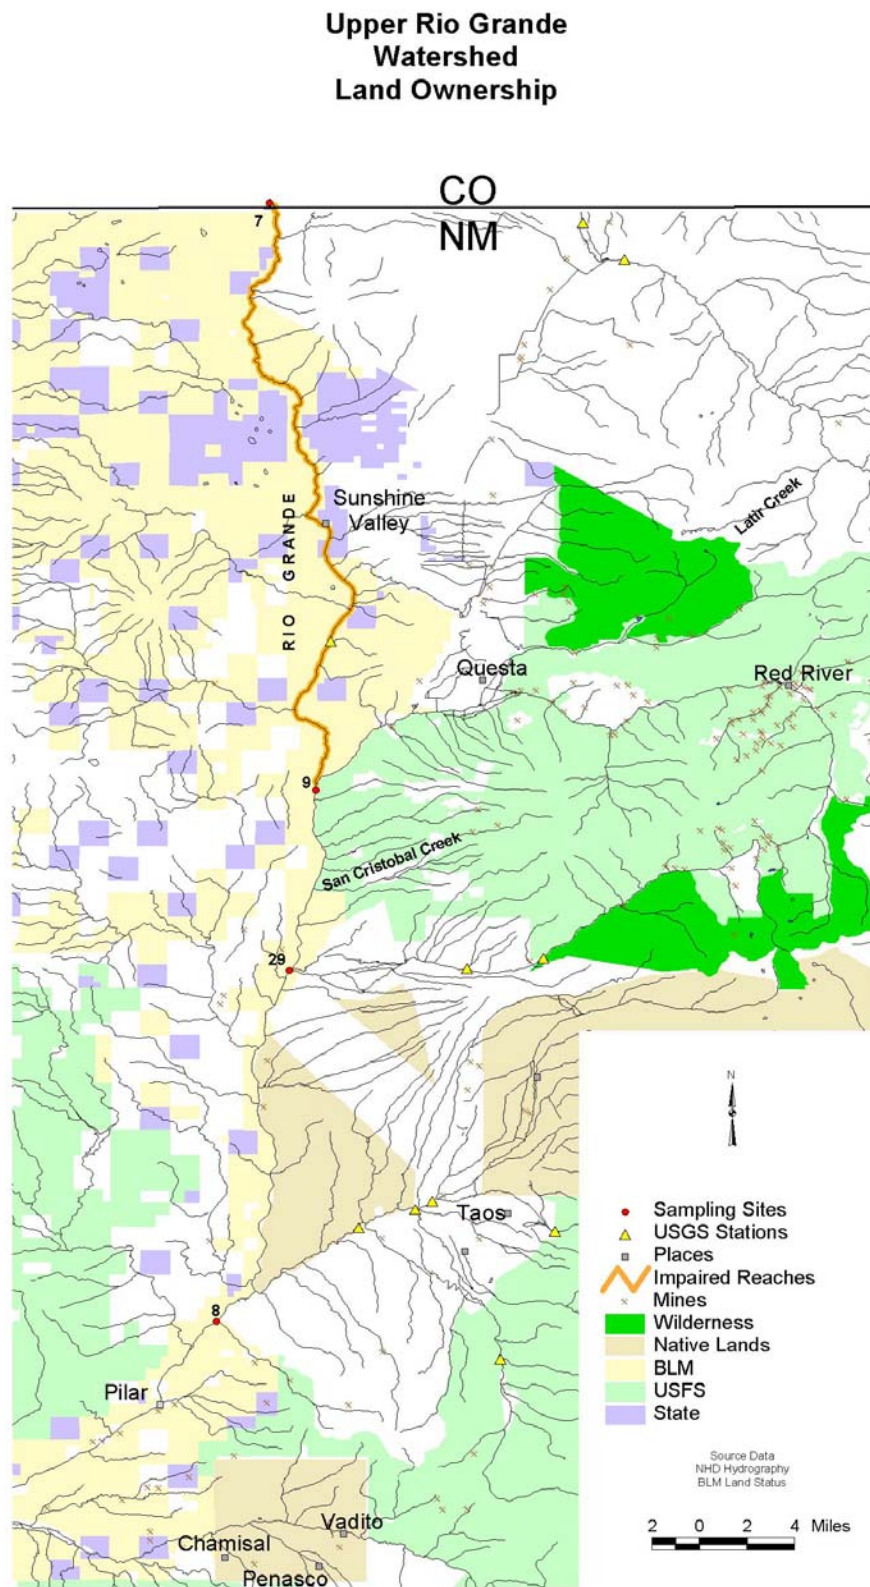 Upper Rio Grande
Watershed
Land Ownership
CO
7
NM
RIO GRANDE
Sunshine
Valley
Latir Creek
Questa
Red River
9
San Cristobal Creek
29
N
Taos
Sampling Sites
USGS Stations
Places
Impaired Reaches
Mines
Wilderness
Native Lands
BLM
USFS
State
8
Pilar
Source Data
NHD Hydrography
BLM Land Status
2 0 2 4 Miles
Vadito
Chamisal
Penasco